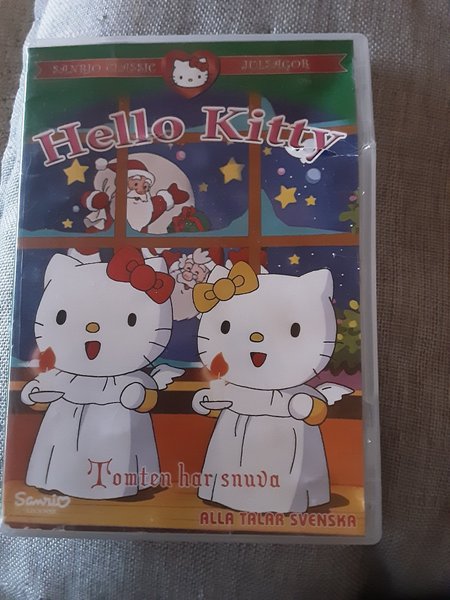 SANRIO CLASSIC JULSAGOR
Hello Kitty
Tomten har snuva
Sanrio
ALLA TALAR SVENSKA